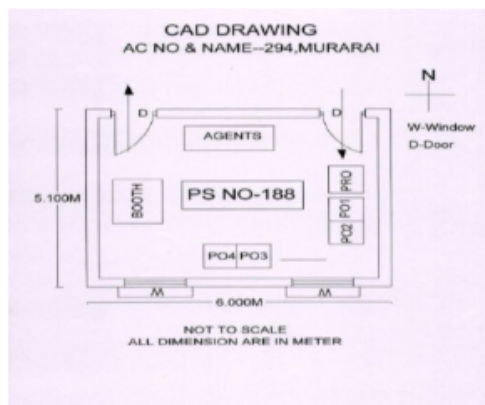 CAD DRAWING
AC NO & NAME--294,MURARAI
N
W-Window
D-Door
D
D
AGENTS
5.100M
BOOTH
PS NO-188
PRO
PO1
PO2
PO4 PO3
W
W
6.000M
NOT TO SCALE
ALL DIMENSION ARE IN METER